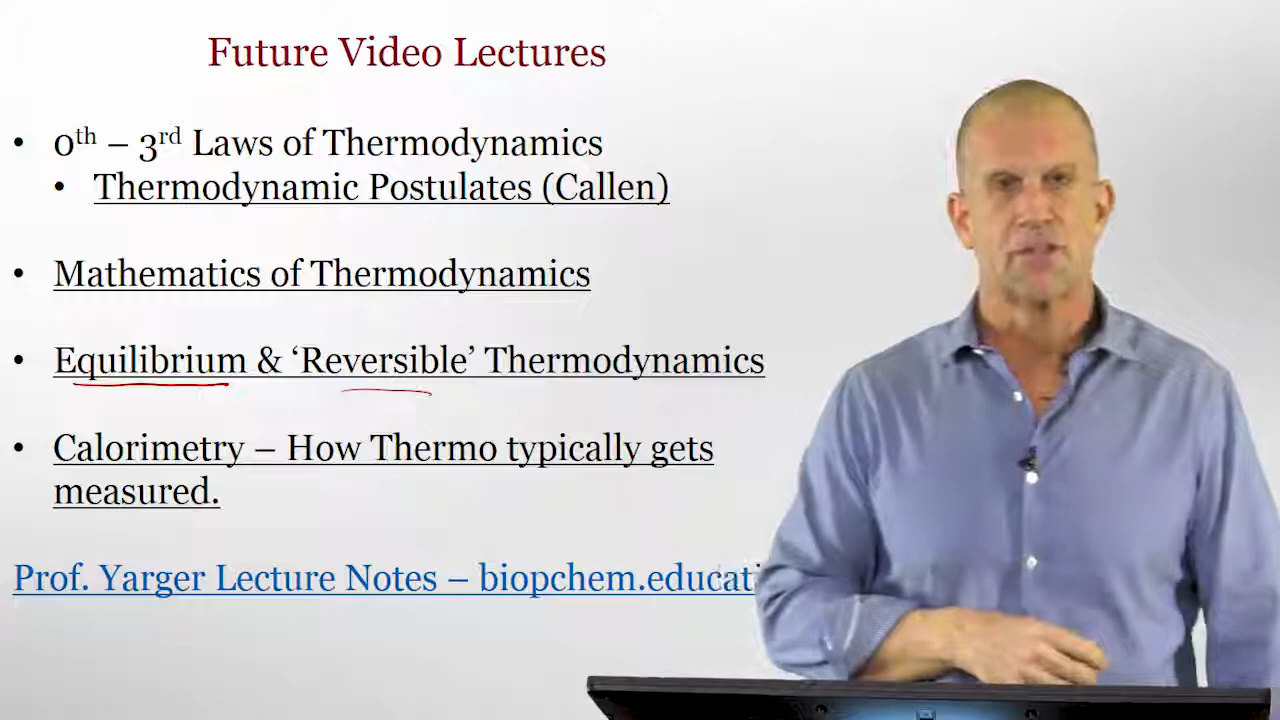 Future Video Lectures
• 0th – 3rd Laws of Thermodynamics
• Thermodynamic Postulates (Callen)
• Mathematics of Thermodynamics
• Equilibrium & ‘Reversible’ Thermodynamics
• Calorimetry – How Thermo typically gets
measured.
Prof. Yarger Lecture Notes – biopchem.educati